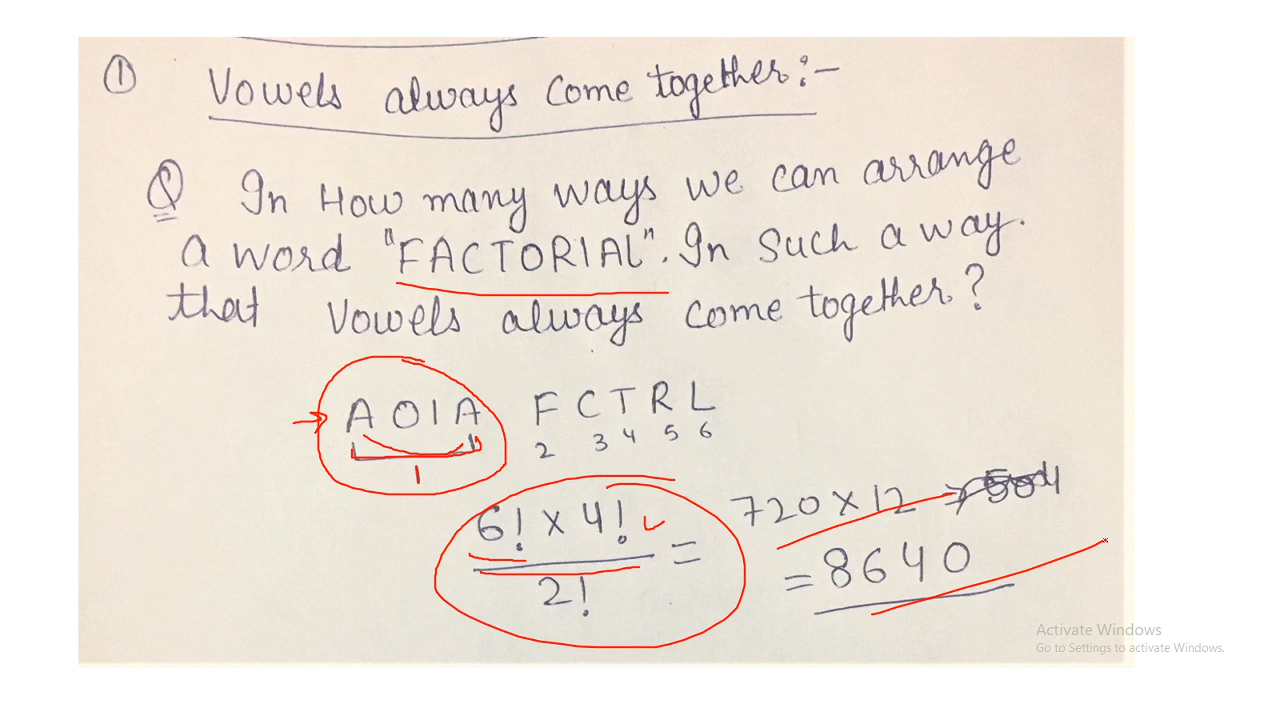 ① Vowels always come together:-
Q In How many ways we can arrange
a word "FACTORIAL". In Such a way.
that Vowels always come together.?
A O I A F C T R L
1 2 3 4 5 6
6! x 4! / 2! = 720 x 12
= 8640
Activate Windows
Go to Settings to activate Windows.